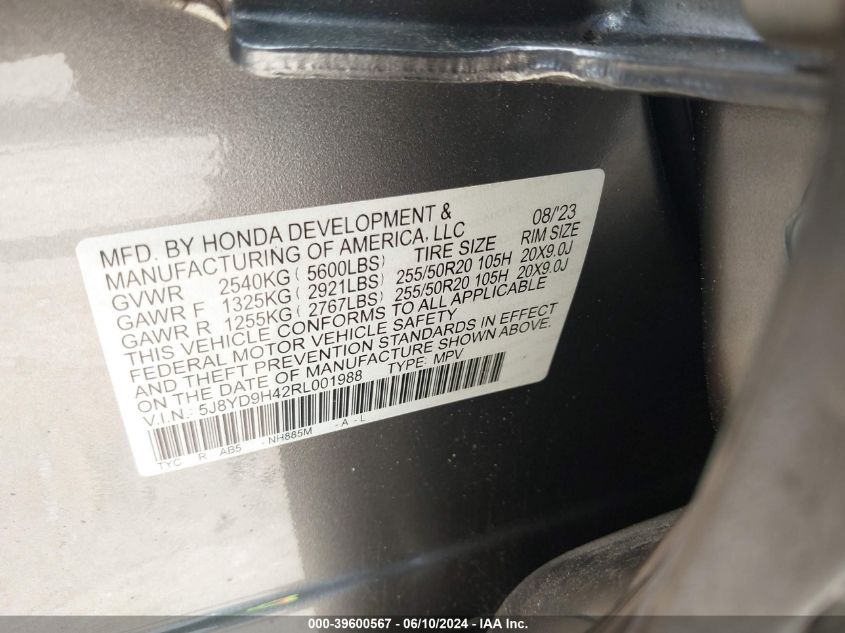 MFD. BY HONDA DEVELOPMENT & 08/'23
MANUFACTURING OF AMERICA, LLC
GVWR 2540KG ( 5600LBS) TIRE SIZE RIM SIZE
GAWR F 1325KG ( 2921LBS) 255/50R20 105H 20X9.0J
GAWR R 1255KG ( 2767LBS) 255/50R20 105H 20X9.0J
THIS VEHICLE CONFORMS TO ALL APPLICABLE
FEDERAL MOTOR VEHICLE SAFETY
AND THEFT PREVENTION STANDARDS IN EFFECT
ON THE DATE OF MANUFACTURE SHOWN ABOVE.
V.I.N.: 5J8YD9H42RL001988 TYPE: MPV
TYC R AB5 -NH885M -A-L
000-39600567 - 06/10/2024 - IAA Inc.